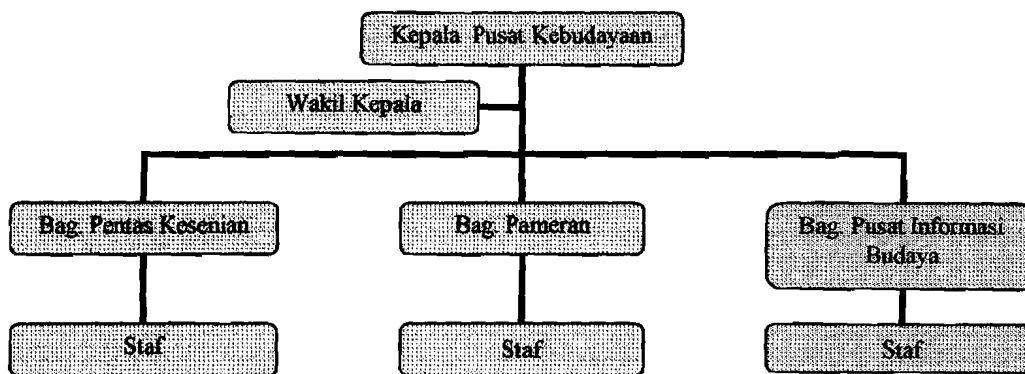 Kepala Pusat Kebudayaan
Wakil Kepala
Bag. Pentas Kesenian
Bag. Pameran
Bag. Pusat Informasi
Budaya
Staf
Staf
Staf